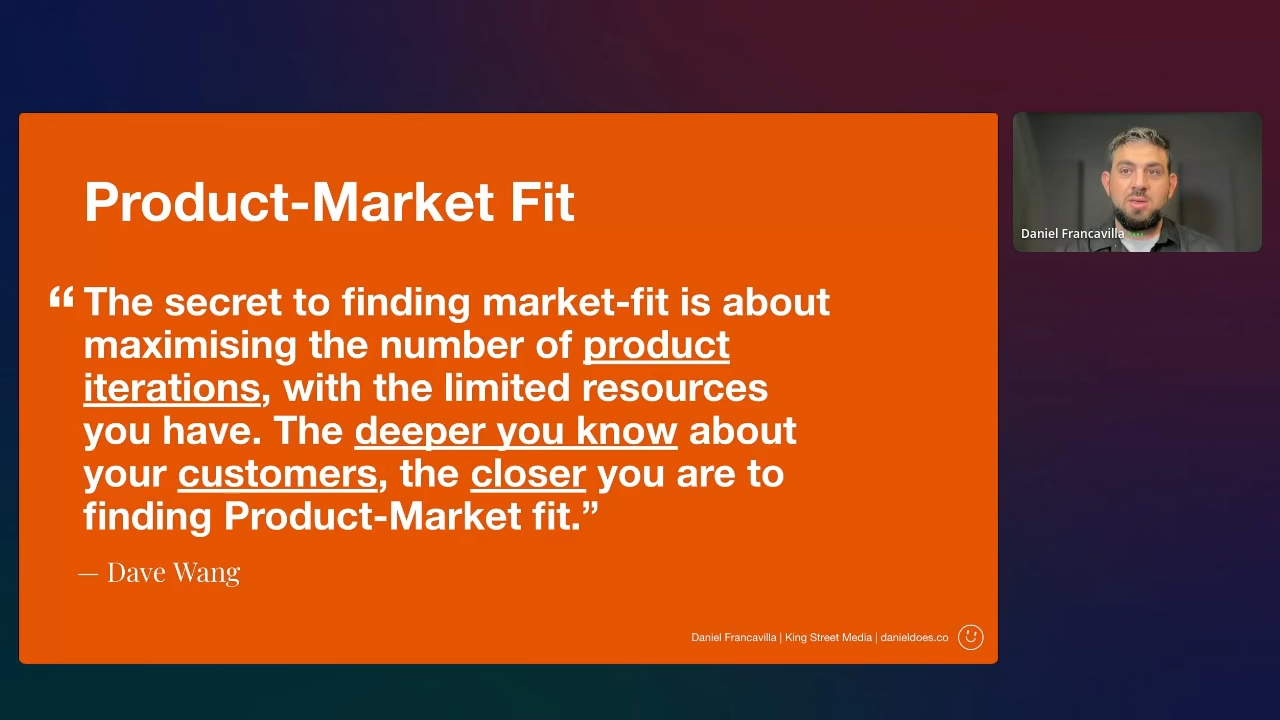 Product-Market Fit
“ The secret to finding market-fit is about
maximising the number of product
iterations, with the limited resources
you have. The deeper you know about
your customers, the closer you are to
finding Product-Market fit.”
— Dave Wang
Daniel Francavilla | King Street Media | danieldoes.co
Daniel Francavilla